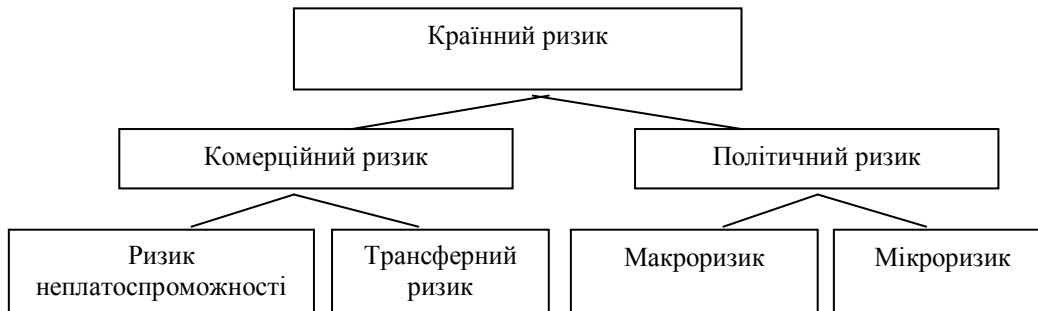 Країнний ризик
Комерційний ризик
Політичний ризик
Ризик
неплатоспроможності
Трансферний
ризик
Макроризик
Мікроризик